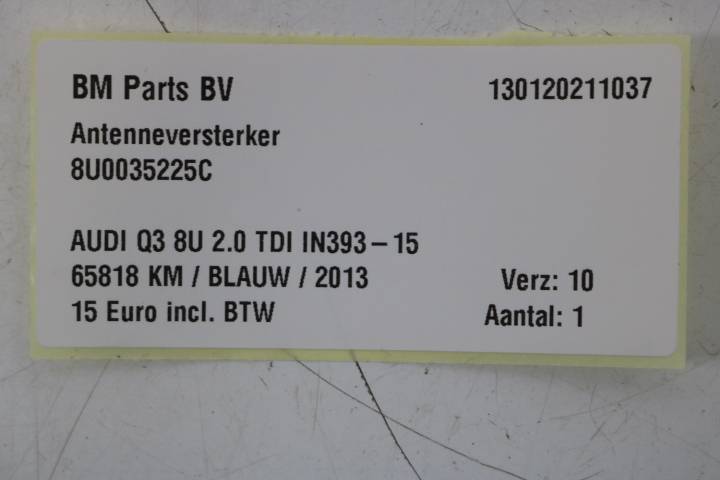 BM Parts BV 130120211037
Antenneversterker
8U0035225C
AUDI Q3 8U 2.0 TDI IN393-15
65818 KM / BLAUW / 2013 Verz: 10
15 Euro incl. BTW Aantal: 1